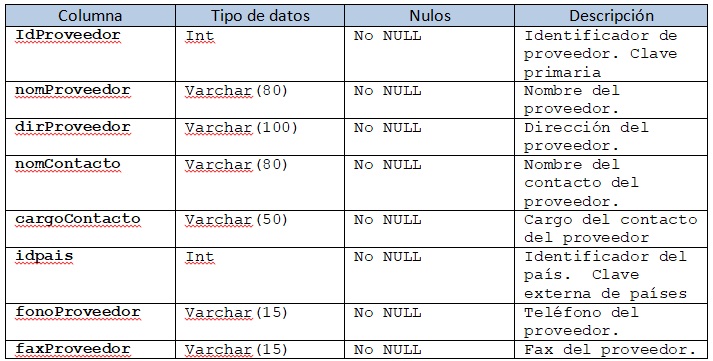 Columna Tipo de datos Nulos Descripción
IdProveedor Int No NULL Identificador de
proveedor. Clave
primaria
nomProveedor Varchar(80) No NULL Nombre del
proveedor.
dirProveedor Varchar(100) No NULL Dirección del
proveedor.
nomContacto Varchar(80) No NULL Nombre del
contacto del
proveedor.
cargoContacto Varchar(50) No NULL Cargo del contacto
del proveedor
idpais Int No NULL Identificador del
país. Clave
externa de países
fonoProveedor Varchar(15) No NULL Teléfono del
proveedor.
faxProveedor Varchar(15) No NULL Fax del proveedor.